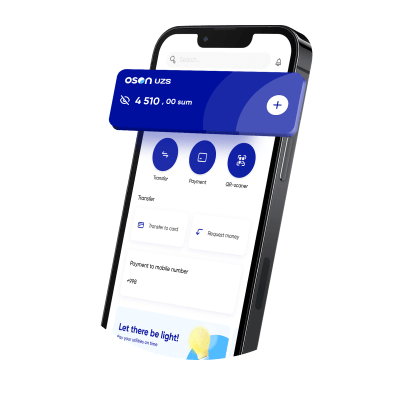 Search...
OSON UZS
4 510 , 00 sum
Transfer
Payment
QR-scaner
Transfer
Transfer to card
Request money
Payment to mobile number
+998
Let there be light!
*Pay your utilities on time